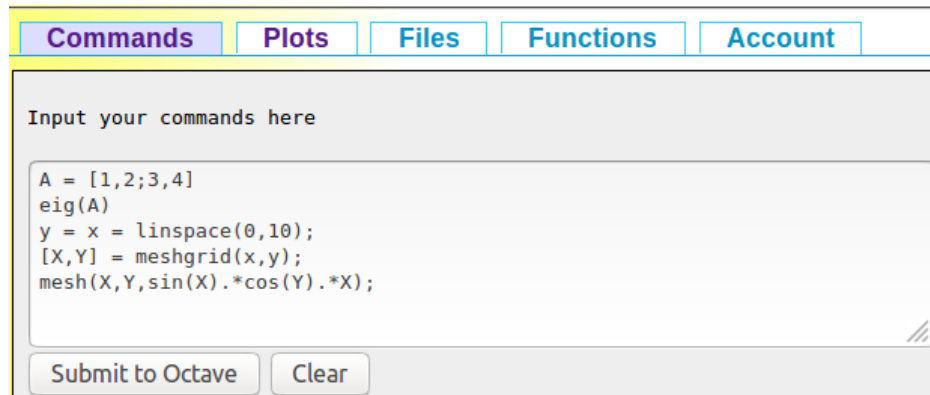 Commands Plots Files Functions Account
Input your commands here
A = [1,2;3,4]
eig(A)
y = x = linspace(0,10);
[X,Y] = meshgrid(x,y);
mesh(X,Y,sin(X).*cos(Y).*X);
Submit to Octave Clear